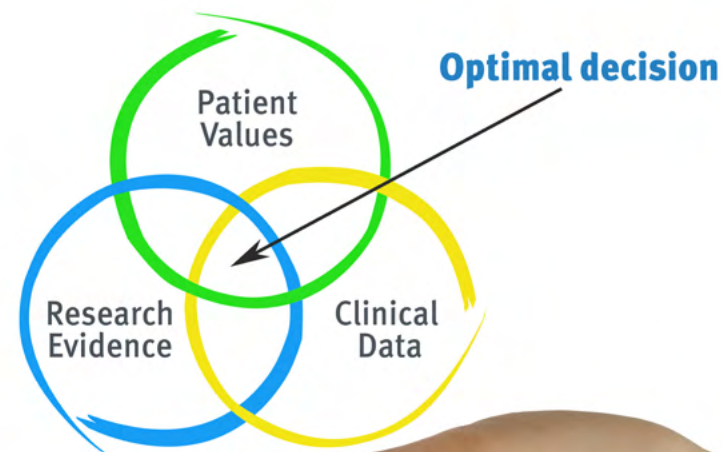 Optimal decision
Patient
Values
Research
Evidence
Clinical
Data